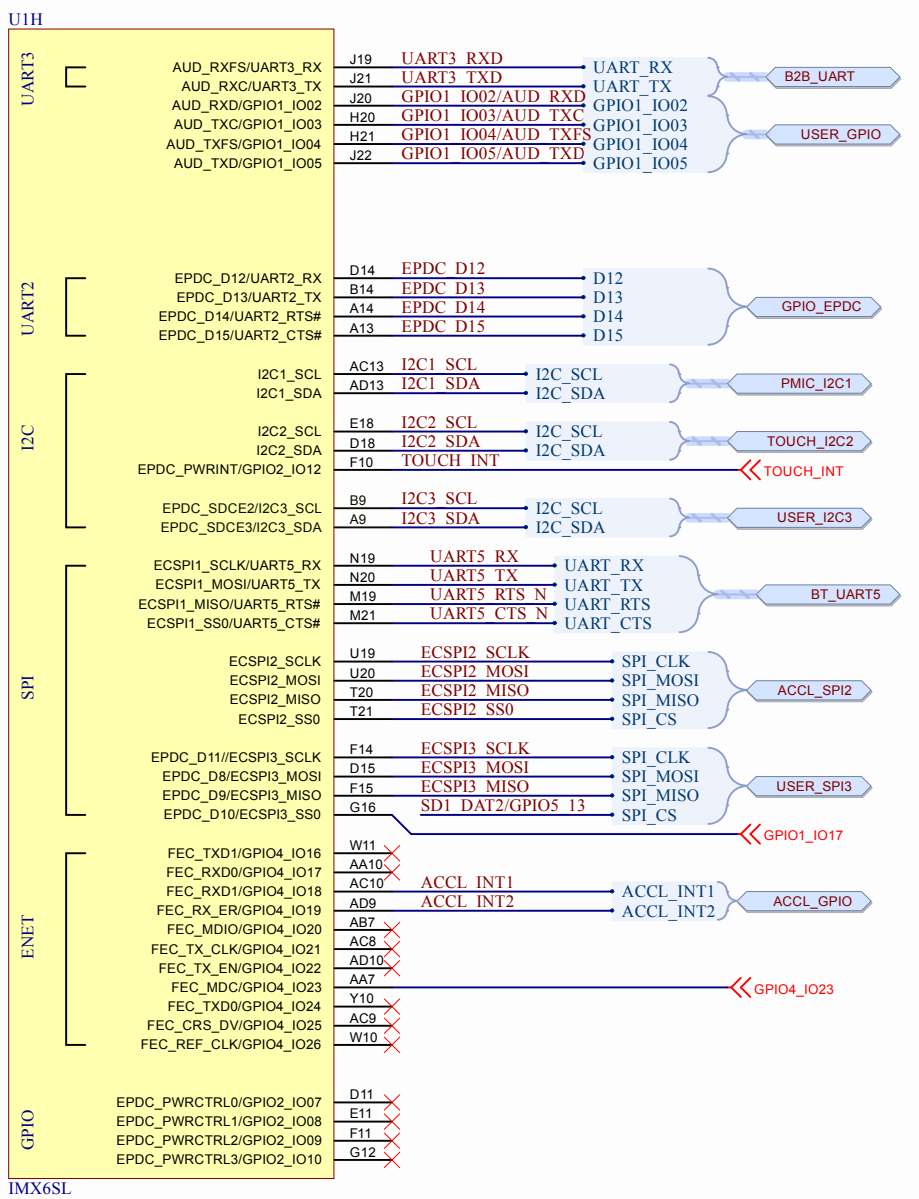 U1H
UART3
AUD_RXFS/UART3_RX J19 UART3_RXD UART_RX
AUD_RXC/UART3_TX J21 UART3_TXD UART_TX B2B_UART
AUD_RXD/GPIO1_IO02 J20 GPIO1_IO02/AUD_RXD GPIO1_IO02
AUD_TXC/GPIO1_IO03 H20 GPIO1_IO03/AUD_TXC GPIO1_IO03
AUD_TXFS/GPIO1_IO04 H21 GPIO1_IO04/AUD_TXFS GPIO1_IO04 USER_GPIO
AUD_TXD/GPIO1_IO05 J22 GPIO1_IO05/AUD_TXD GPIO1_IO05
UART2
EPDC_D12/UART2_RX D14 EPDC_D12 D12
EPDC_D13/UART2_TX B14 EPDC_D13 D13
EPDC_D14/UART2_RTS# A14 EPDC_D14 D14 GPIO_EPDC
EPDC_D15/UART2_CTS# A13 EPDC_D15 D15
I2C
I2C1_SCL AC13 I2C1_SCL I2C_SCL
I2C1_SDA AD13 I2C1_SDA I2C_SDA PMIC_I2C1
I2C2_SCL E18 I2C2_SCL I2C_SCL
I2C2_SDA D18 I2C2_SDA I2C_SDA TOUCH_I2C2
EPDC_PWRINT/GPIO2_IO12 F10 TOUCH_INT TOUCH_INT
EPDC_SDCE2/I2C3_SCL B9 I2C3_SCL I2C_SCL
EPDC_SDCE3/I2C3_SDA A9 I2C3_SDA I2C_SDA USER_I2C3
SPI
ECSPI1_SCLK/UART5_RX N19 UART5_RX UART_RX
ECSPI1_MOSI/UART5_TX N20 UART5_TX UART_TX
ECSPI1_MISO/UART5_RTS# M19 UART5_RTS_N UART_RTS BT_UART5
ECSPI1_SS0/UART5_CTS# M21 UART5_CTS_N UART_CTS
ECSPI2_SCLK U19 ECSPI2_SCLK SPI_CLK
ECSPI2_MOSI U20 ECSPI2_MOSI SPI_MOSI
ECSPI2_MISO T20 ECSPI2_MISO SPI_MISO ACCL_SPI2
ECSPI2_SS0 T21 ECSPI2_SS0 SPI_CS
EPDC_D11//ECSPI3_SCLK F14 ECSPI3_SCLK SPI_CLK
EPDC_D8/ECSPI3_MOSI D15 ECSPI3_MOSI SPI_MOSI
EPDC_D9/ECSPI3_MISO F15 ECSPI3_MISO SPI_MISO USER_SPI3
EPDC_D10/ECSPI3_SS0 G16 SD1_DAT2/GPIO5_13 SPI_CS
GPIO1_IO17
ENET
FEC_TXD1/GPIO4_IO16 W11
FEC_RXD0/GPIO4_IO17 AA10
FEC_RXD1/GPIO4_IO18 AC10 ACCL_INT1 ACCL_INT1
FEC_RX_ER/GPIO4_IO19 AD9 ACCL_INT2 ACCL_INT2 ACCL_GPIO
FEC_MDIO/GPIO4_IO20 AB7
FEC_TX_CLK/GPIO4_IO21 AC8
FEC_TX_EN/GPIO4_IO22 AD10
FEC_MDC/GPIO4_IO23 AA7 GPIO4_IO23
FEC_TXD0/GPIO4_IO24 Y10
FEC_CRS_DV/GPIO4_IO25 AC9
FEC_REF_CLK/GPIO4_IO26 W10
GPIO
EPDC_PWRCTRL0/GPIO2_IO07 D11
EPDC_PWRCTRL1/GPIO2_IO08 E11
EPDC_PWRCTRL2/GPIO2_IO09 F11
EPDC_PWRCTRL3/GPIO2_IO10 G12
IMX6SL